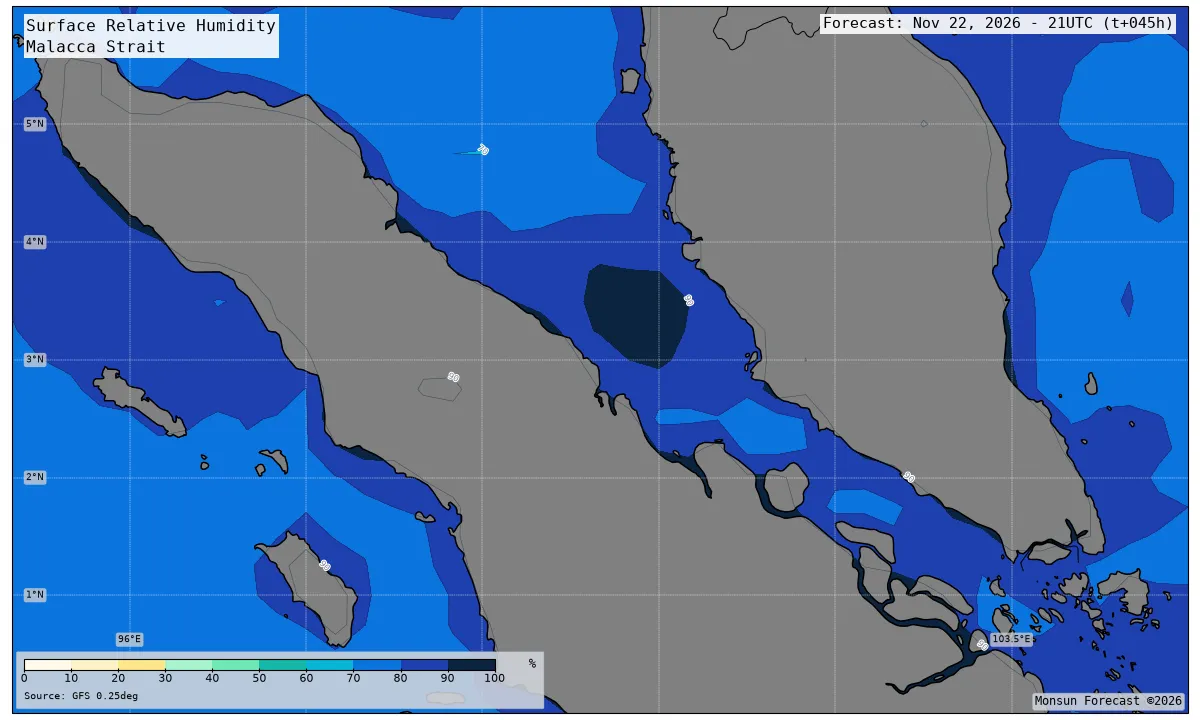 Surface Relative Humidity
Malacca Strait
Forecast: Nov 22, 2026 - 21UTC (t+045h)
70
5°N
4°N
90
3°N
90
2°N
90
90
1°N
96°E
103.5°E
90
%
0 10 20 30 40 50 60 70 80 90 100
Source: GFS 0.25deg
Monsun Forecast ©2026